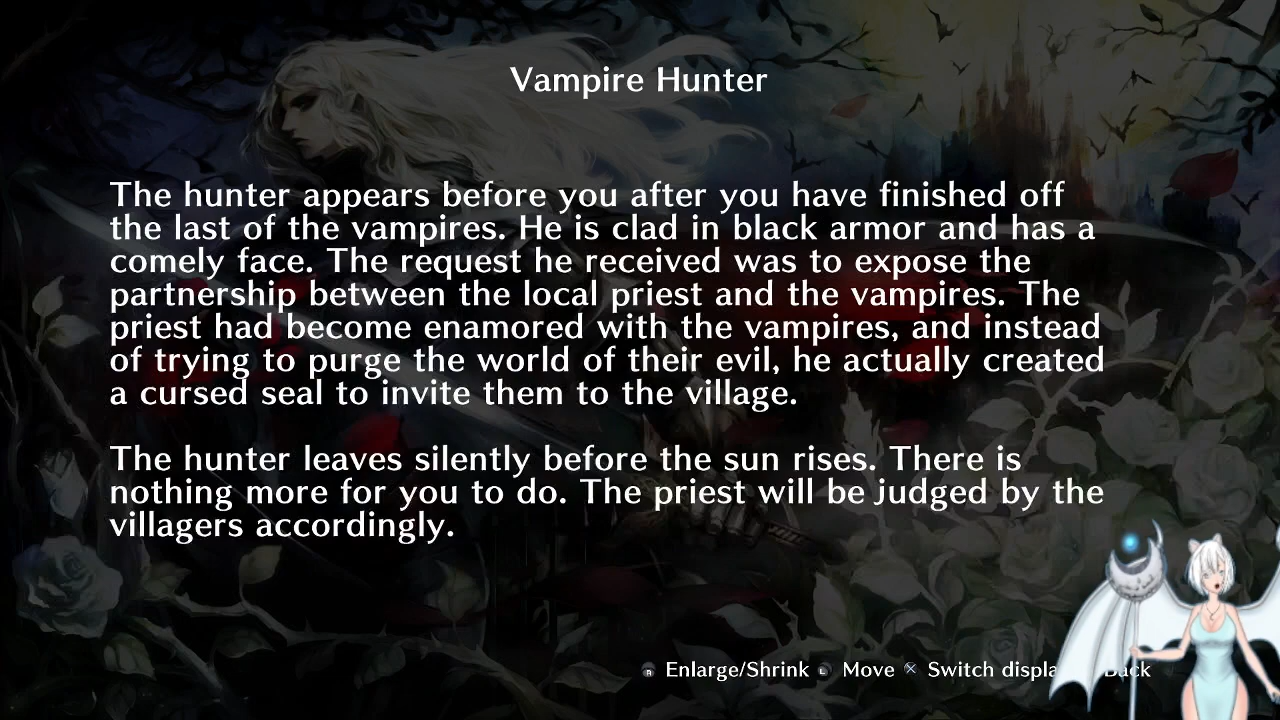 Vampire Hunter
The hunter appears before you after you have finished off
the last of the vampires. He is clad in black armor and has a
comely face. The request he received was to expose the
partnership between the local priest and the vampires. The
priest had become enamored with the vampires, and instead
of trying to purge the world of their evil, he actually created
a cursed seal to invite them to the village.
The hunter leaves silently before the sun rises. There is
nothing more for you to do. The priest will be judged by the
villagers accordingly.
R Enlarge/Shrink L Move X Switch displa Back